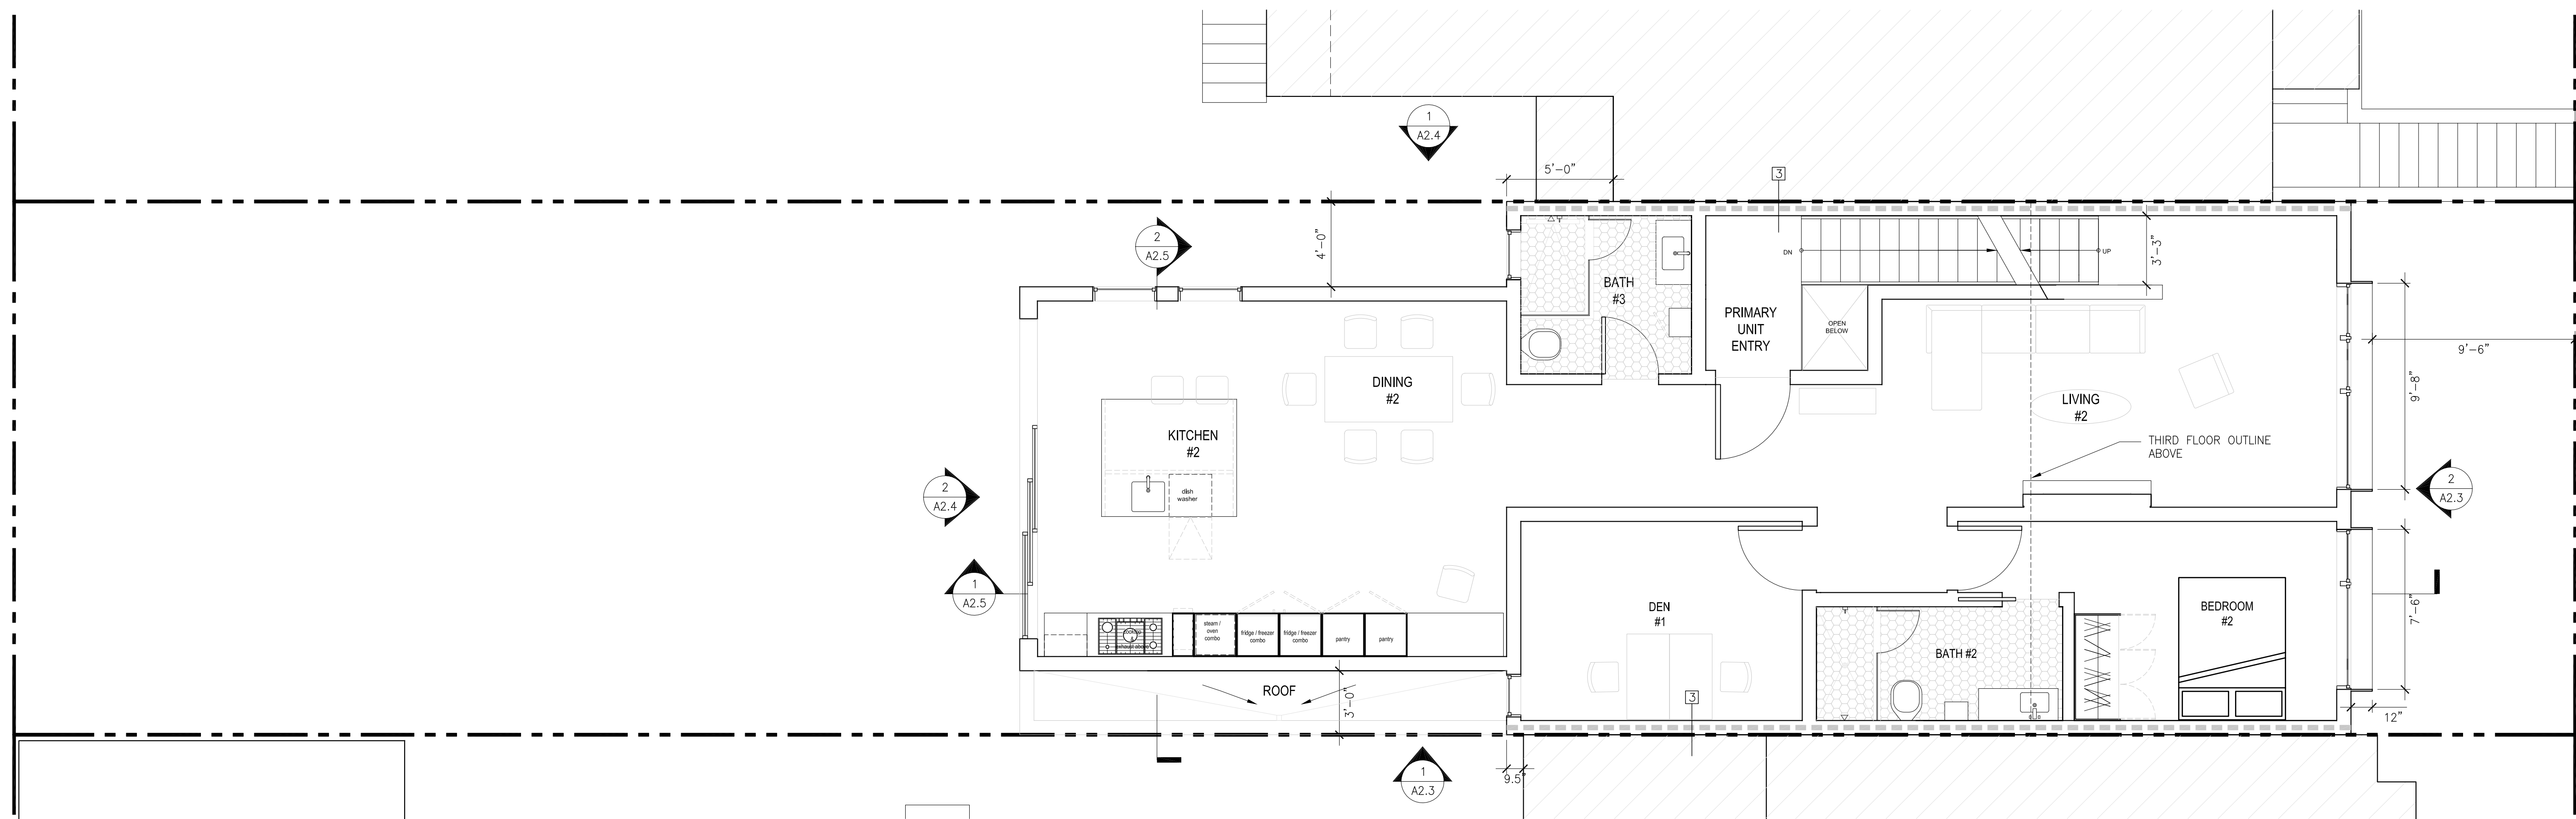 1
A2.4
5'-0"
3
2
A2.5
4'-0"
DN
UP
3'-3"
BATH
#3
PRIMARY
UNIT
ENTRY
OPEN
BELOW
9'-6"
9'-8"
DINING
#2
LIVING
#2
KITCHEN
#2
THIRD FLOOR OUTLINE
ABOVE
dish
washer
2
A2.4
2
A2.3
1
A2.5
steam /
oven
combo
fridge / freezer
combo
fridge / freezer
combo
pantry
pantry
cooktop
&
exhaust above
DEN
#1
BEDROOM
#2
7'-6"
BATH #2
ROOF
3'-0"
3
12"
1
A2.3
9.5"